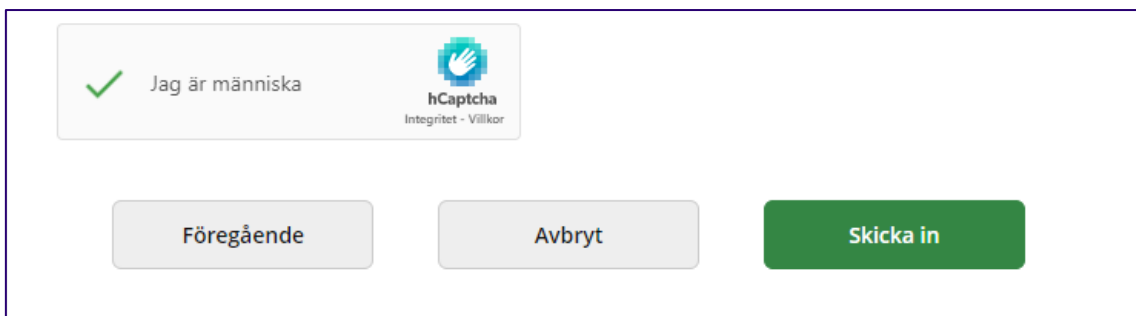 Jag är människa
hCaptcha
Integritet - Villkor
Föregående Avbryt Skicka in